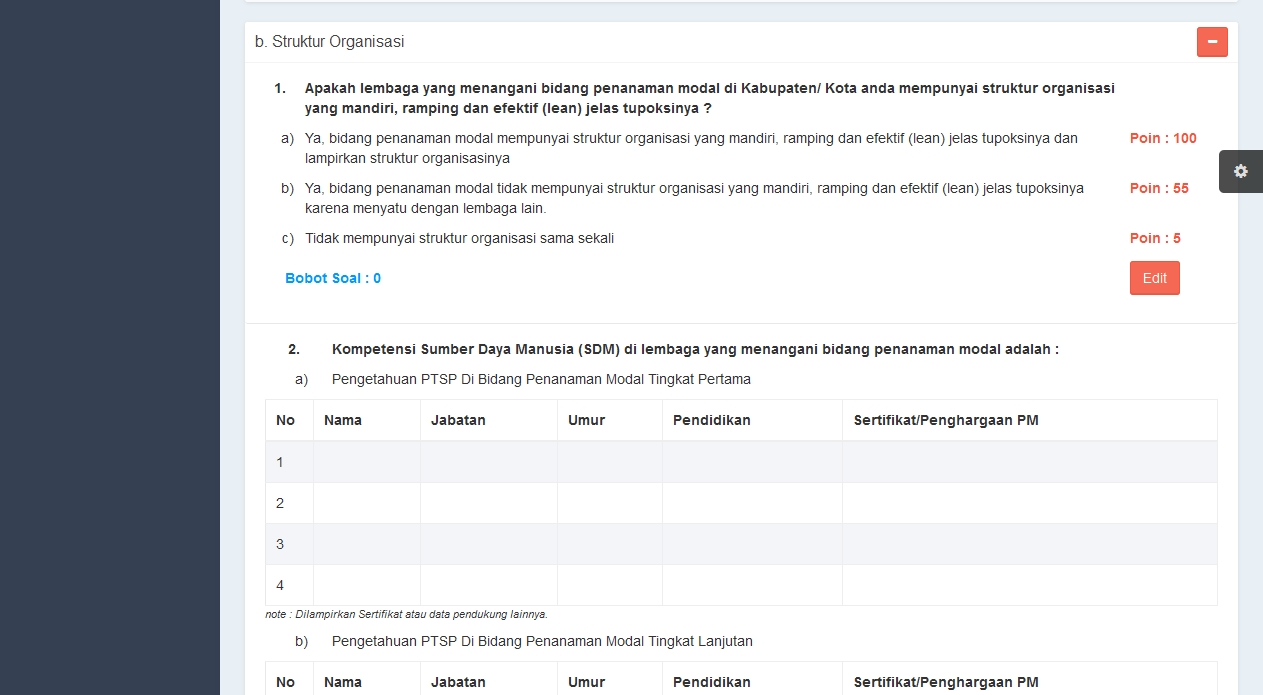 b. Struktur Organisasi
1. Apakah lembaga yang menangani bidang penanaman modal di Kabupaten/ Kota anda mempunyai struktur organisasi
yang mandiri, ramping dan efektif (lean) jelas tupoksinya ?
a) Ya, bidang penanaman modal mempunyai struktur organisasi yang mandiri, ramping dan efektif (lean) jelas tupoksinya dan Poin : 100
lampirkan struktur organisasinya
b) Ya, bidang penanaman modal tidak mempunyai struktur organisasi yang mandiri, ramping dan efektif (lean) jelas tupoksinya Poin : 55
karena menyatu dengan lembaga lain.
c) Tidak mempunyai struktur organisasi sama sekali Poin : 5
Bobot Soal : 0 Edit
2. Kompetensi Sumber Daya Manusia (SDM) di lembaga yang menangani bidang penanaman modal adalah :
a) Pengetahuan PTSP Di Bidang Penanaman Modal Tingkat Pertama
No Nama Jabatan Umur Pendidikan Sertifikat/Penghargaan PM
1
2
3
4
note : Dilampirkan Sertifikat atau data pendukung lainnya.
b) Pengetahuan PTSP Di Bidang Penanaman Modal Tingkat Lanjutan
No Nama Jabatan Umur Pendidikan Sertifikat/Penghargaan PM